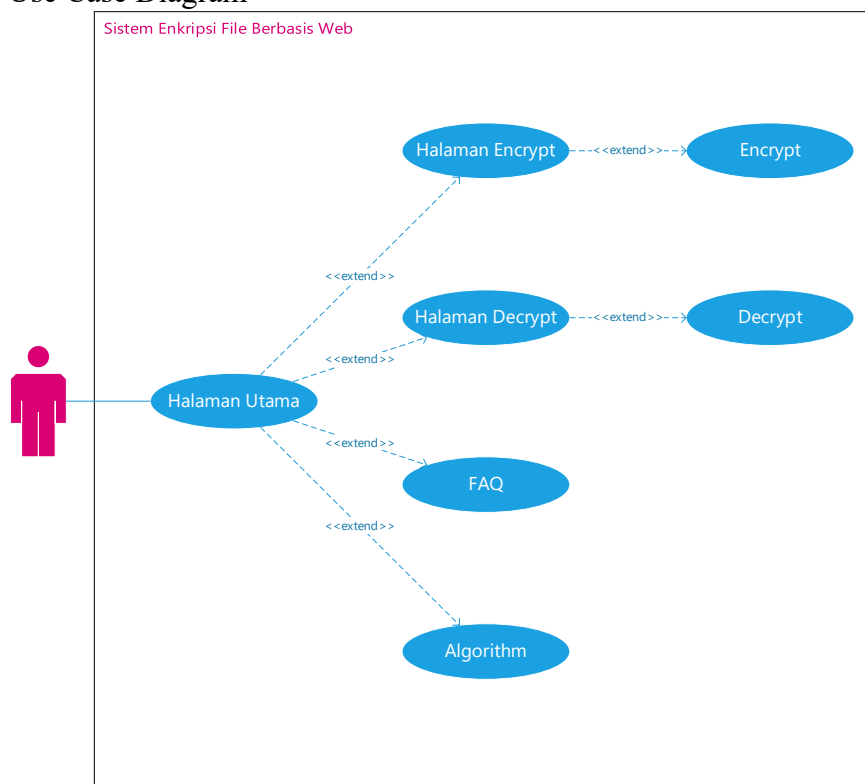 Use Case Diagram
Sistem Enkripsi File Berbasis Web
Halaman Encrypt
<<extend>>
Encrypt
<<extend>>
Halaman Decrypt
<<extend>>
Decrypt
<<extend>>
Halaman Utama
<<extend>>
FAQ
<<extend>>
Algorithm